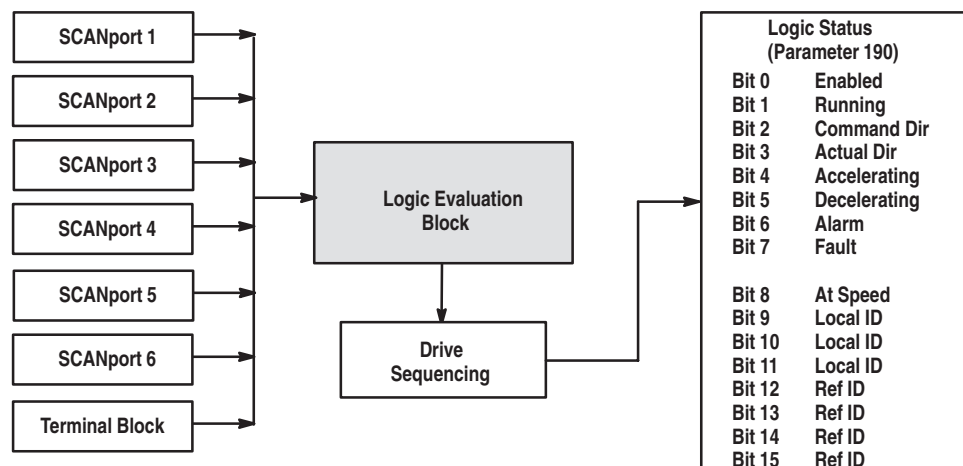 SCANport 1
SCANport 2
SCANport 3
SCANport 4
SCANport 5
SCANport 6
Terminal Block
Logic Evaluation
Block
Drive
Sequencing
Logic Status
(Parameter 190)
Bit 0 Enabled
Bit 1 Running
Bit 2 Command Dir
Bit 3 Actual Dir
Bit 4 Accelerating
Bit 5 Decelerating
Bit 6 Alarm
Bit 7 Fault
Bit 8 At Speed
Bit 9 Local ID
Bit 10 Local ID
Bit 11 Local ID
Bit 12 Ref ID
Bit 13 Ref ID
Bit 14 Ref ID
Bit 15 Ref ID